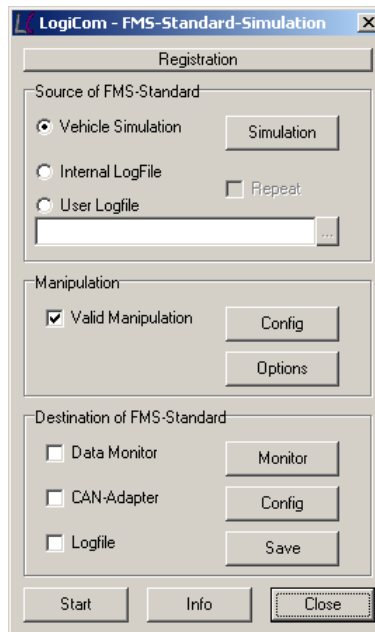 LogiCom - FMS-Standard-Simulation
Registration
Source of FMS-Standard
Vehicle Simulation
Simulation
Internal LogFile
Repeat
User Logfile
...
Manipulation
Valid Manipulation
Config
Options
Destination of FMS-Standard
Data Monitor
Monitor
CAN-Adapter
Config
Logfile
Save
Start
Info
Close